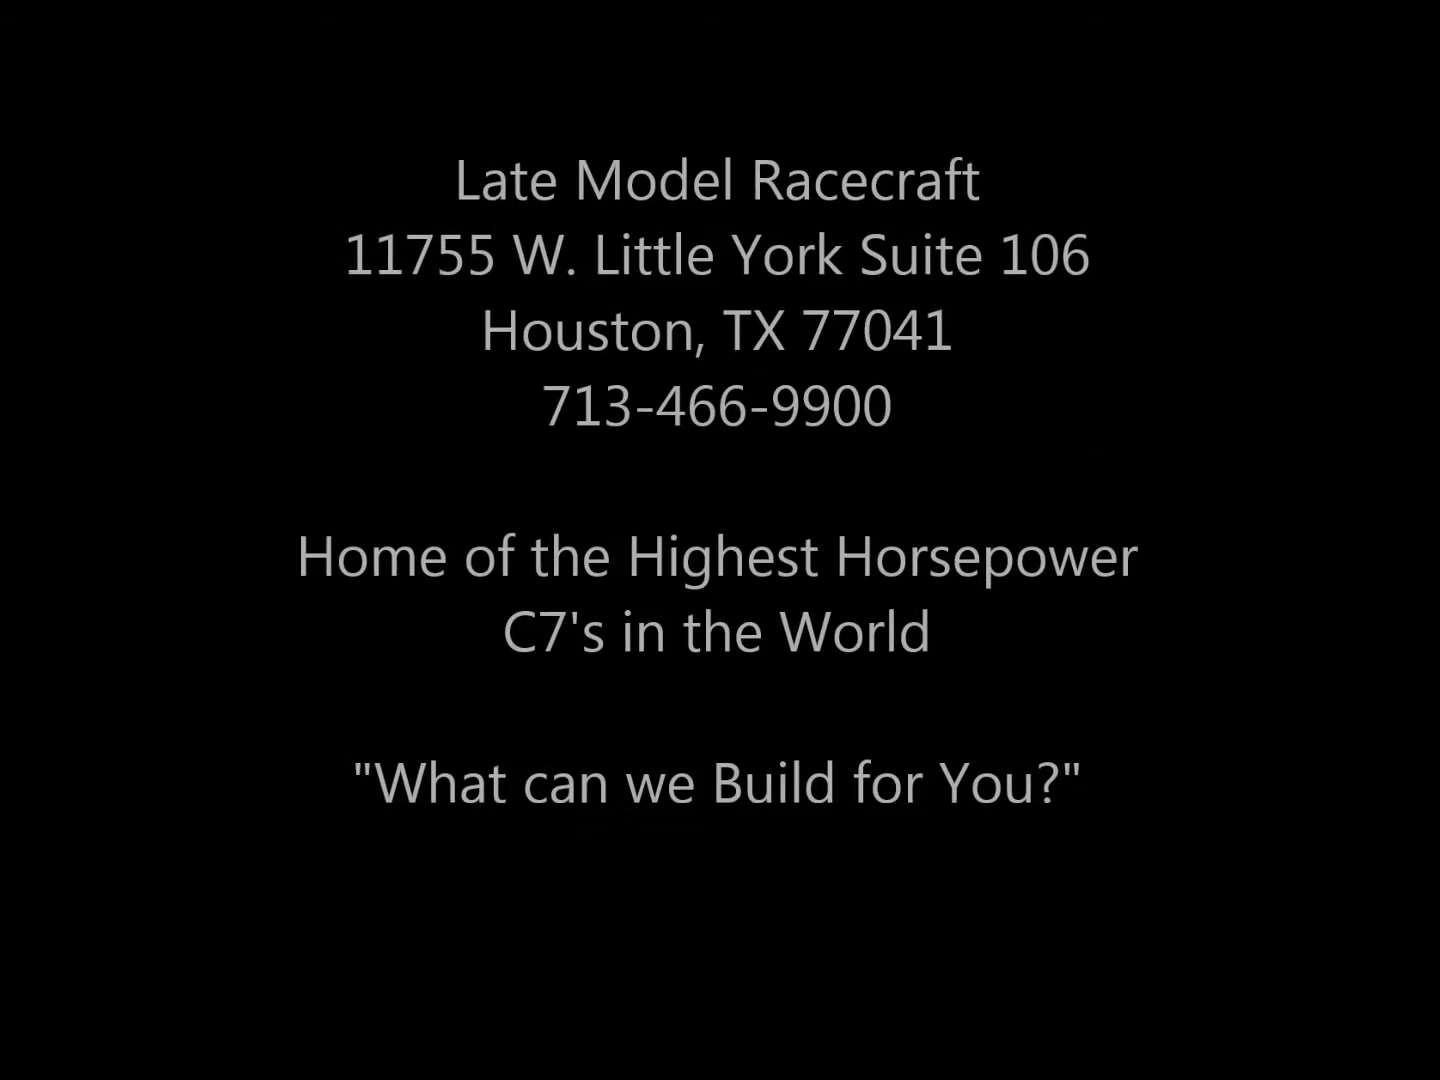 Late Model Racecraft
11755 W. Little York Suite 106
Houston, TX 77041
713-466-9900
Home of the Highest Horsepower
C7's in the World
"What can we Build for You?"